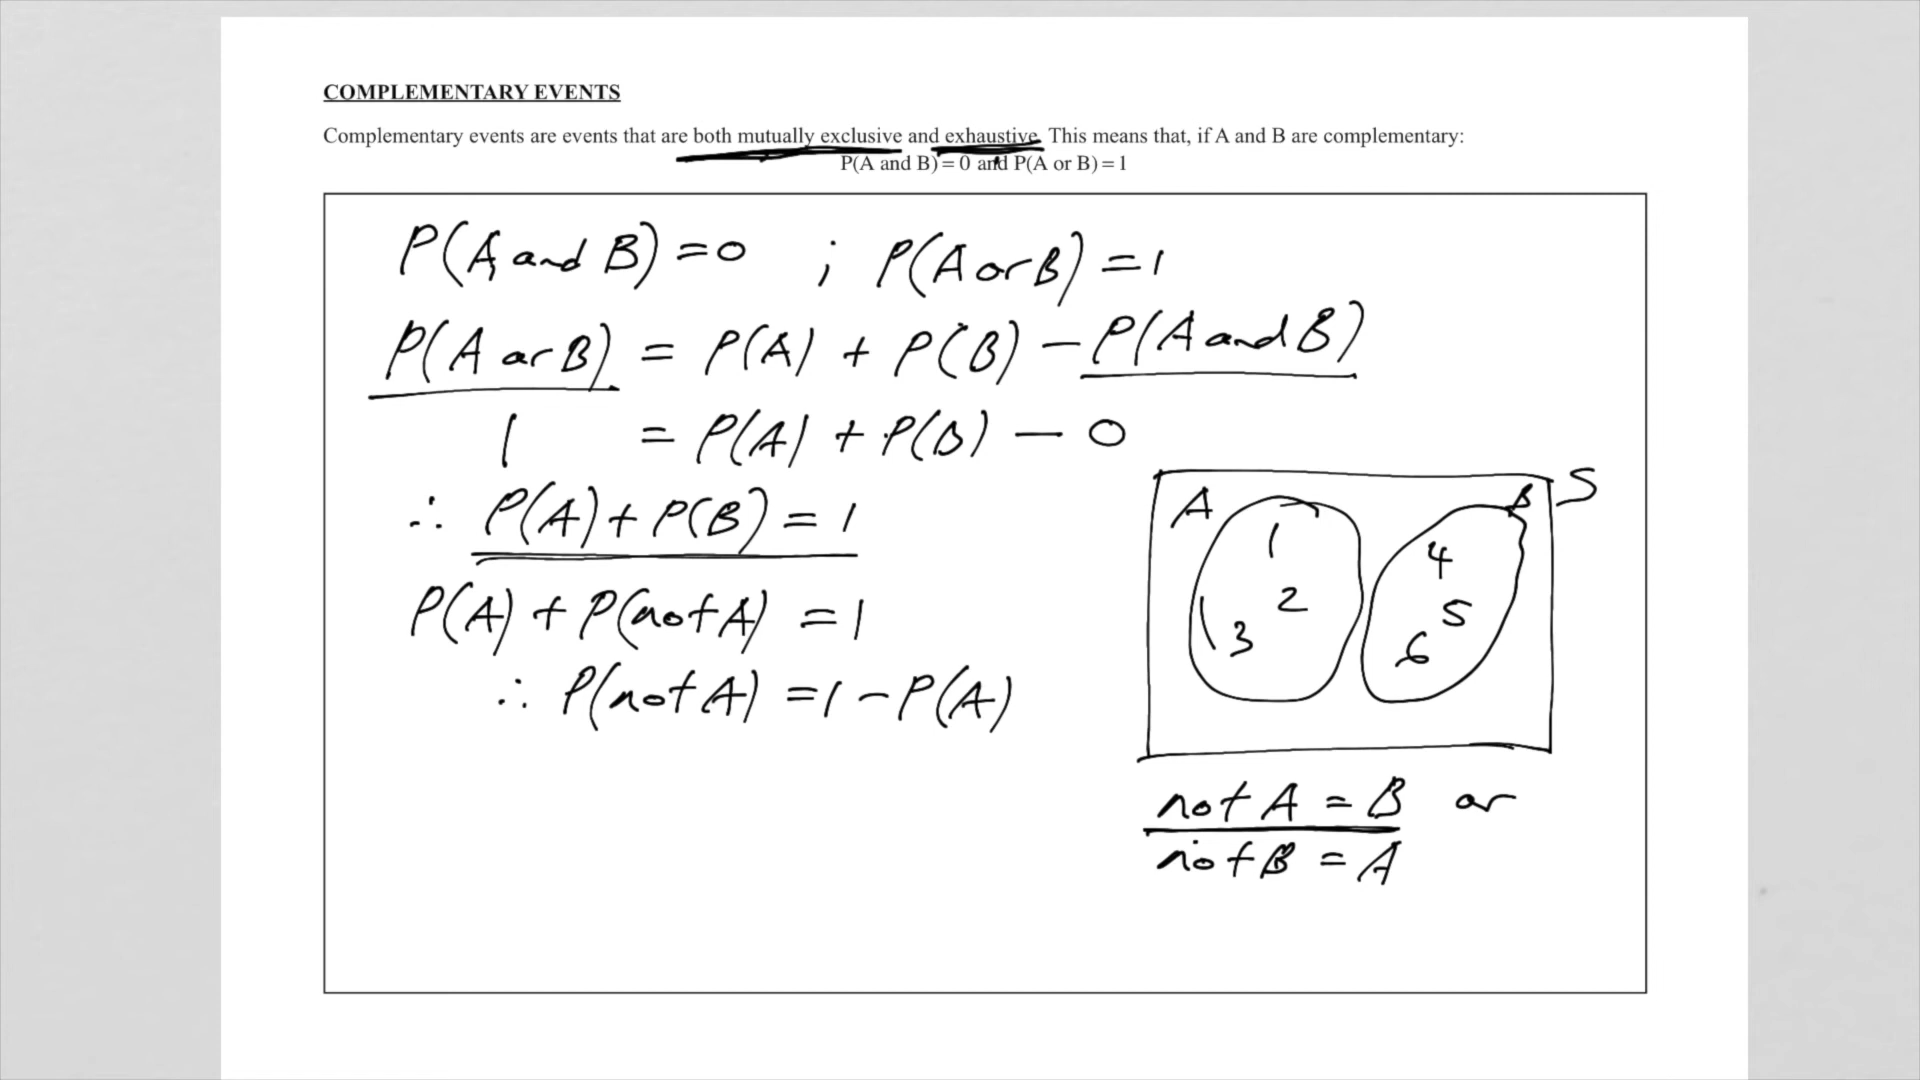 COMPLEMENTARY EVENTS
Complementary events are events that are both mutually exclusive and exhaustive. This means that, if A and B are complementary:
P(A and B) = 0 and P(A or B) = 1
P(A and B) = 0 ; P(A or B) = 1
P(A or B) = P(A) + P(B) - P(A and B)
1 = P(A) + P(B) - 0
∴ P(A) + P(B) = 1
P(A) + P(not A) = 1
∴ P(not A) = 1 - P(A)
A B S
1 4
2 5
3 6
not A = B or
not B = A